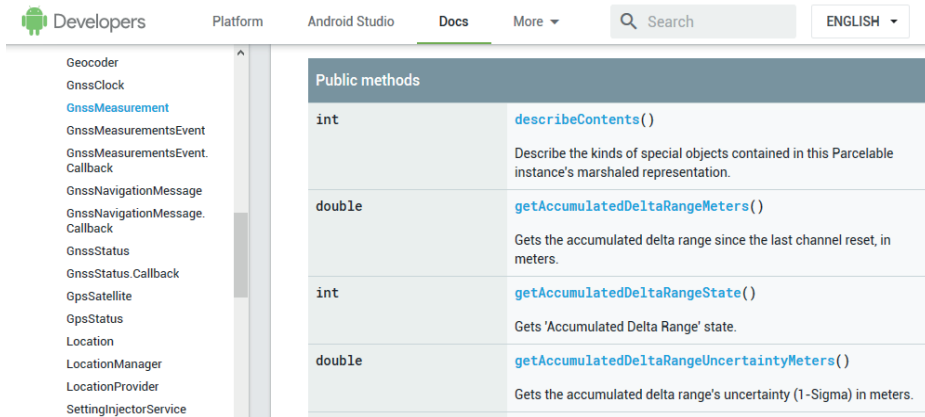 Developers Platform Android Studio Docs More Search ENGLISH
Geocoder
GnssClock
GnssMeasurement
GnssMeasurementsEvent
GnssMeasurementsEvent.
Callback
GnssNavigationMessage
GnssNavigationMessage.
Callback
GnssStatus
GnssStatus.Callback
GpsSatellite
GpsStatus
Location
LocationManager
LocationProvider
SettingInjectorService
Public methods
int describeContents()
Describe the kinds of special objects contained in this Parcelable
instance's marshaled representation.
double getAccumulatedDeltaRangeMeters()
Gets the accumulated delta range since the last channel reset, in
meters.
int getAccumulatedDeltaRangeState()
Gets 'Accumulated Delta Range' state.
double getAccumulatedDeltaRangeUncertaintyMeters()
Gets the accumulated delta range's uncertainty (1-Sigma) in meters.